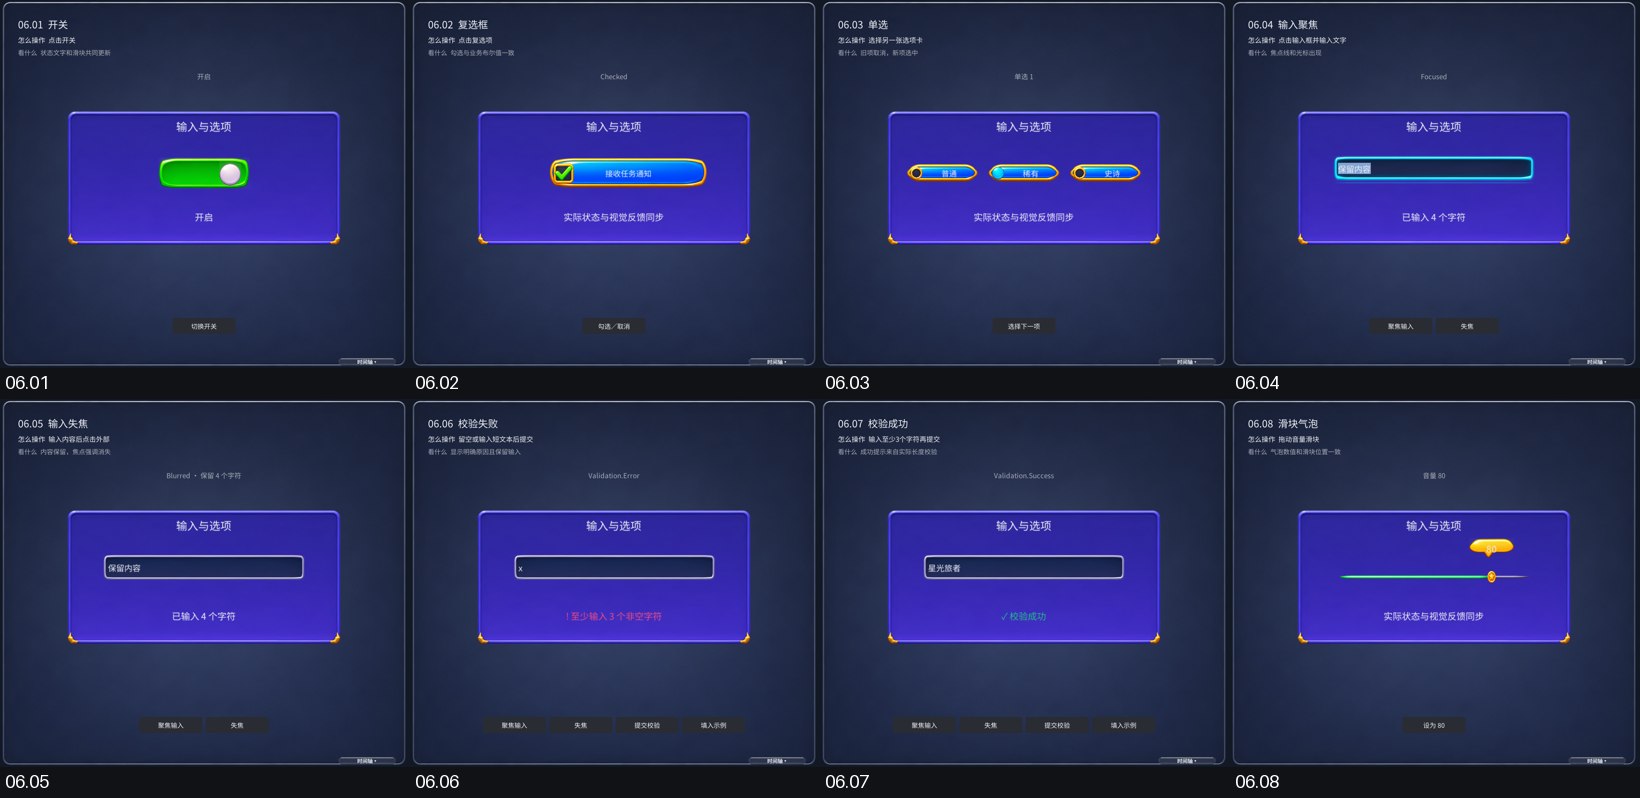 06.01 开关
怎么操作 点击开关
看什么 状态文字和滑块共同更新
开启
输入与选项
开启
切换开关
时间轴
06.01
06.02 复选框
怎么操作 点击复选项
看什么 勾选与业务布尔值一致
Checked
输入与选项
接收任务通知
实际状态与视觉反馈同步
勾选／取消
时间轴
06.02
06.03 单选
怎么操作 选择另一张选项卡
看什么 旧项取消，新项选中
单选 1
输入与选项
普通 稀有 史诗
实际状态与视觉反馈同步
选择下一项
时间轴
06.03
06.04 输入聚焦
怎么操作 点击输入框并输入文字
看什么 焦点线和光标出现
Focused
输入与选项
保留内容
已输入 4 个字符
聚焦输入 失焦
时间轴
06.04
06.05 输入失焦
怎么操作 输入内容后点击外部
看什么 内容保留，焦点强调消失
Blurred · 保留 4 个字符
输入与选项
保留内容
已输入 4 个字符
聚焦输入 失焦
时间轴
06.05
06.06 校验失败
怎么操作 留空或输入短文本后提交
看什么 显示明确原因且保留输入
Validation.Error
输入与选项
x
! 至少输入 3 个非空字符
聚焦输入 失焦 提交校验 填入示例
时间轴
06.06
06.07 校验成功
怎么操作 输入至少3个字符再提交
看什么 成功提示来自实际长度校验
Validation.Success
输入与选项
星光旅者
✓ 校验成功
聚焦输入 失焦 提交校验 填入示例
时间轴
06.07
06.08 滑块气泡
怎么操作 拖动音量滑块
看什么 气泡数值和滑块位置一致
音量 80
输入与选项
80
实际状态与视觉反馈同步
设为 80
时间轴
06.08